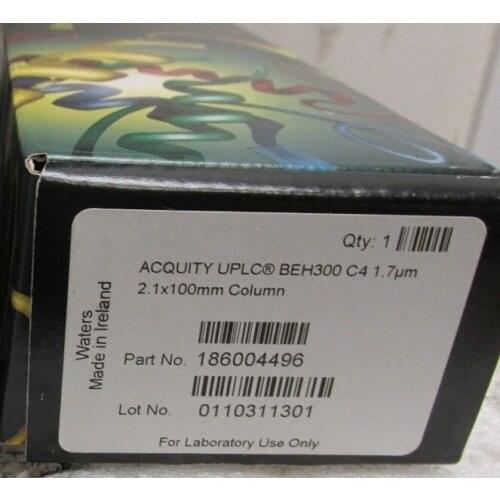 Qty: 1
ACQUITY UPLC® BEH300 C4 1.7µm
2.1x100mm Column
Waters
Made in Ireland
Part No. 186004496
Lot No. 0110311301
For Laboratory Use Only